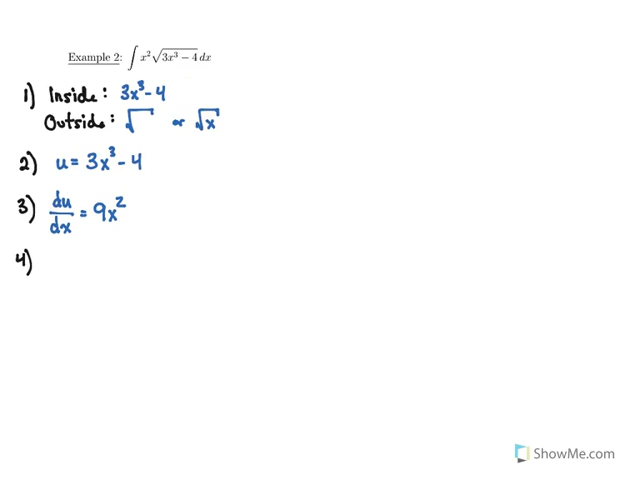 Example 2: ∫ x²√(3x³ − 4) dx
1) Inside: 3x³-4
Outside: √ or √x
2) u = 3x³-4
3) du/dx = 9x²
4)
ShowMe.com